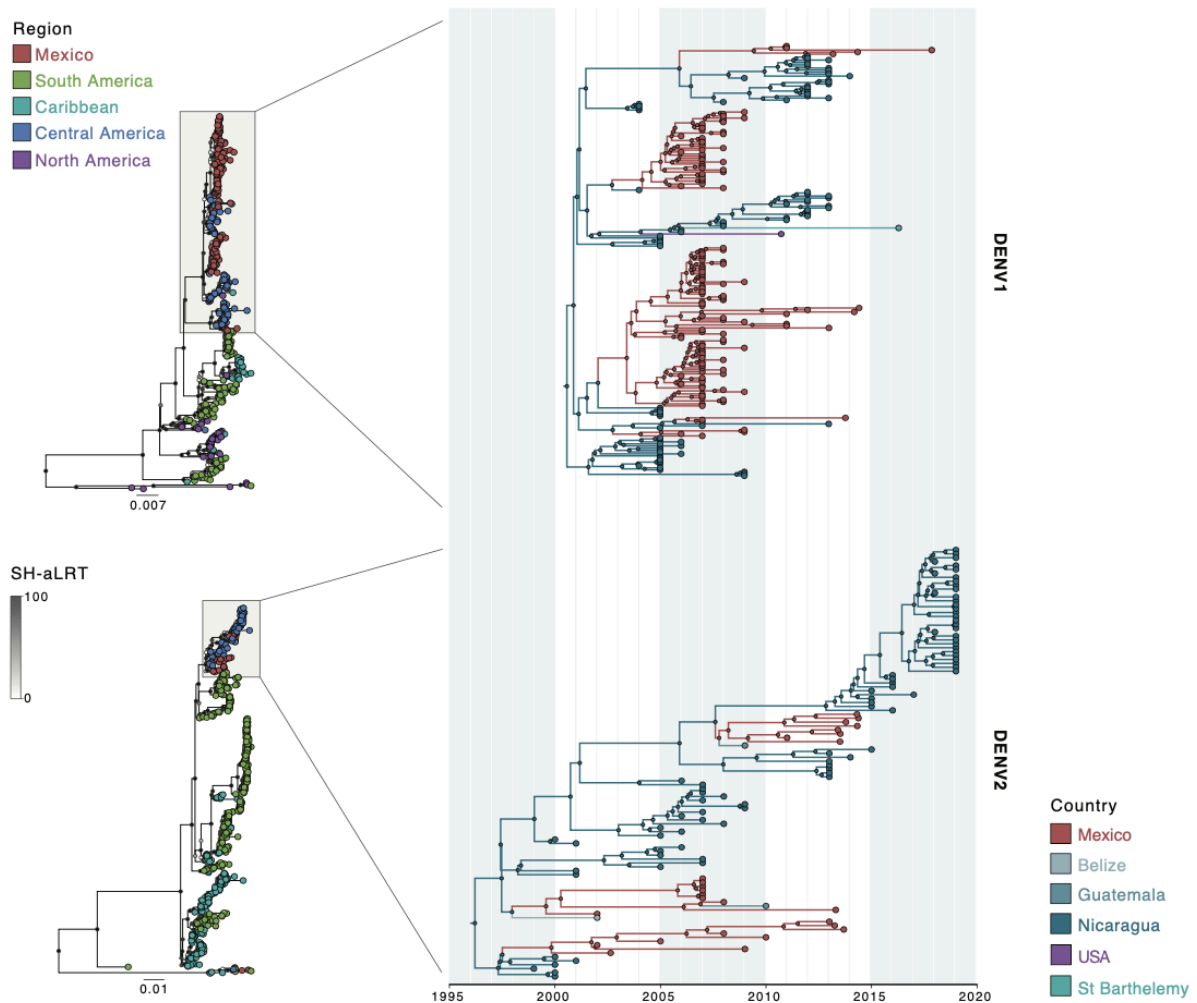 Region
Mexico
South America
Caribbean
Central America
North America
0.007
DENV1
SH-aLRT
100
0
0.01
DENV2
Country
Mexico
Belize
Guatemala
Nicaragua
USA
St Barthelemy
1995 2000 2005 2010 2015 2020